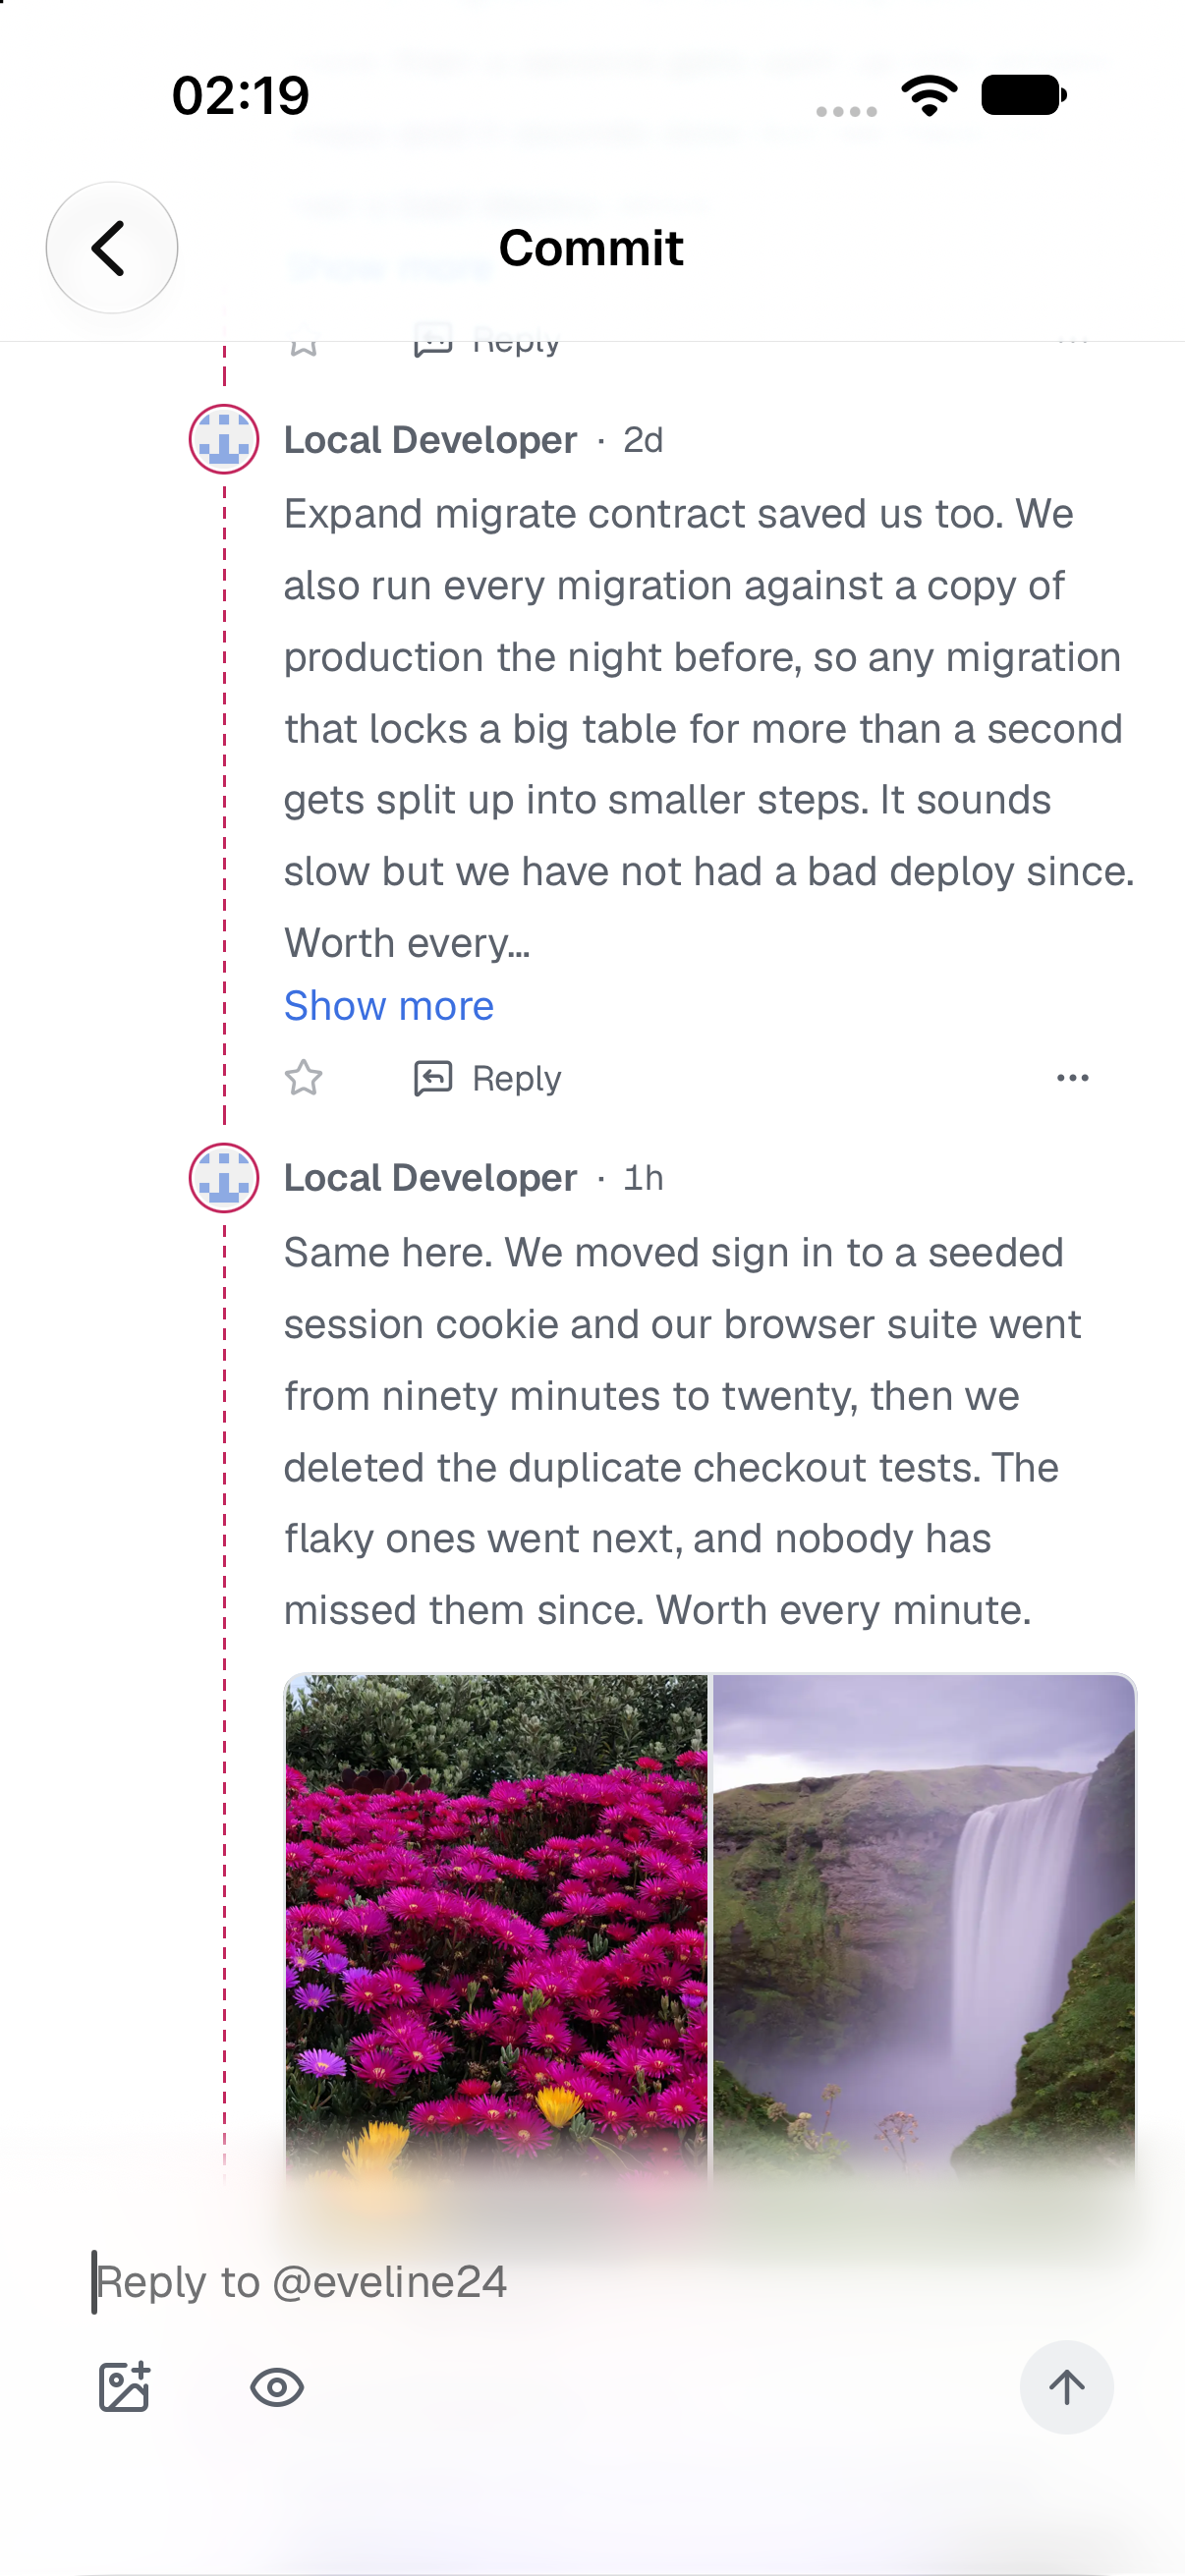 02:19
Commit
Reply
Local Developer · 2d
Expand migrate contract saved us too. We
also run every migration against a copy of
production the night before, so any migration
that locks a big table for more than a second
gets split up into smaller steps. It sounds
slow but we have not had a bad deploy since.
Worth every...
Show more
Reply
Local Developer · 1h
Same here. We moved sign in to a seeded
session cookie and our browser suite went
from ninety minutes to twenty, then we
deleted the duplicate checkout tests. The
flaky ones went next, and nobody has
missed them since. Worth every minute.
Reply to @eveline24